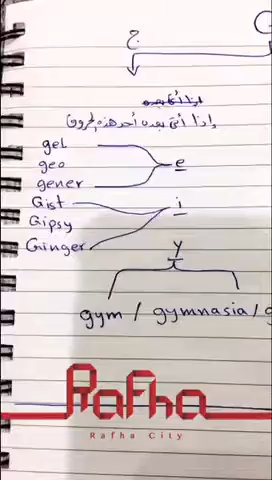 G
ج
إذا أتى بعده أحد هذه الحروف
gel
geo
e
gener
Gist
i
Gipsy
Ginger
y
gym / gymnasia / g
Rafha
Rafha City